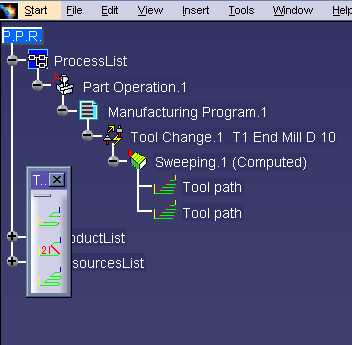 Start File Edit View Insert Tools Window Help
P.P.R.
ProcessList
Part Operation.1
Manufacturing Program.1
Tool Change.1 T1 End Mill D 10
Sweeping.1 (Computed)
T...
Tool path
Tool path
oductList
2
sourcesList